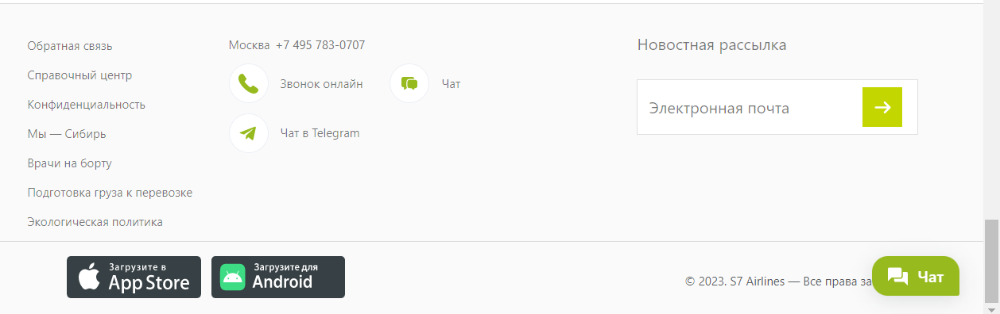 Обратная связь
Справочный центр
Конфиденциальность
Мы — Сибирь
Врачи на борту
Подготовка груза к перевозке
Экологическая политика
Москва +7 495 783-0707
Звонок онлайн
Чат
Чат в Telegram
Новостная рассылка
Электронная почта
Загрузите в
App Store
Загрузите для
Android
© 2023. S7 Airlines — Все права за
Чат